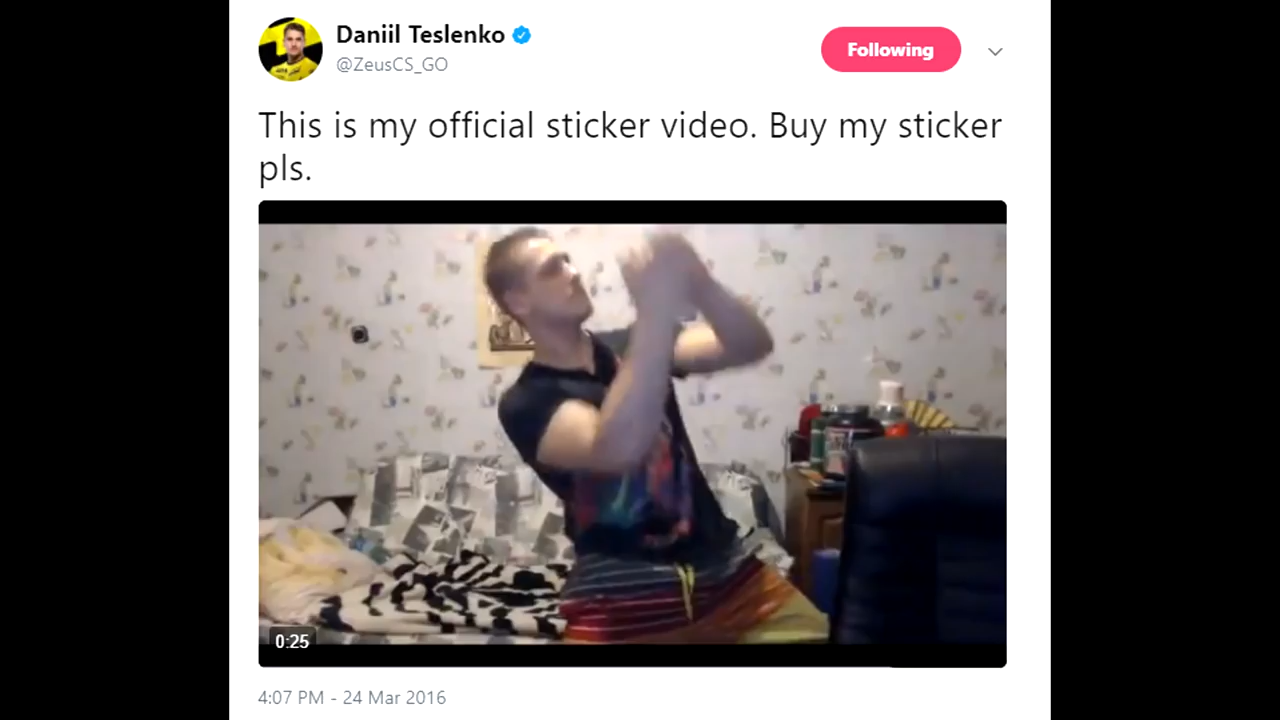 Daniil Teslenko
@ZeusCS_GO
Following
This is my official sticker video. Buy my sticker
pls.
0:25
4:07 PM - 24 Mar 2016